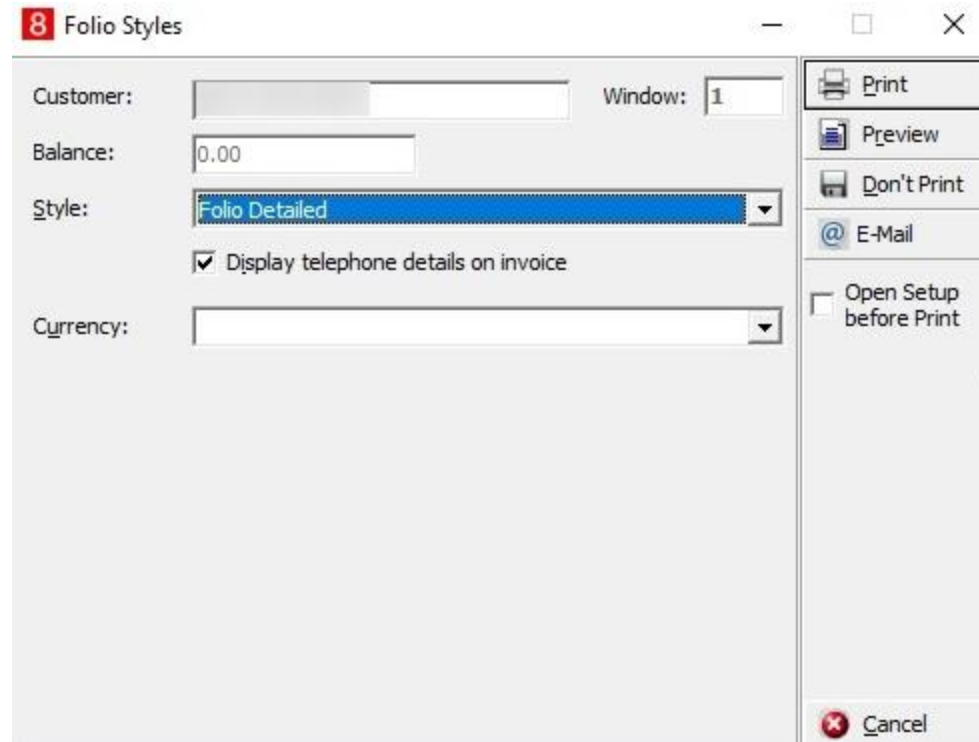 8 Folio Styles
Customer:
Window: 1
Balance: 0.00
Style: Folio Detailed
Display telephone details on invoice
Currency:
Print
Preview
Don't Print
@ E-Mail
Open Setup
before Print
Cancel